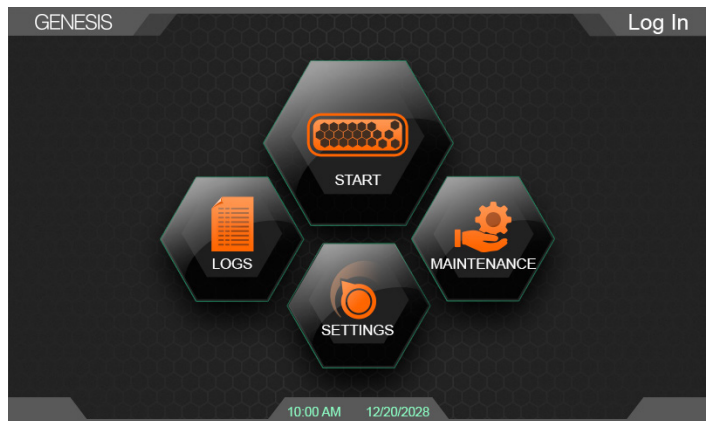 GENESIS
Log In
START
LOGS
MAINTENANCE
SETTINGS
10:00 AM 12/20/2028